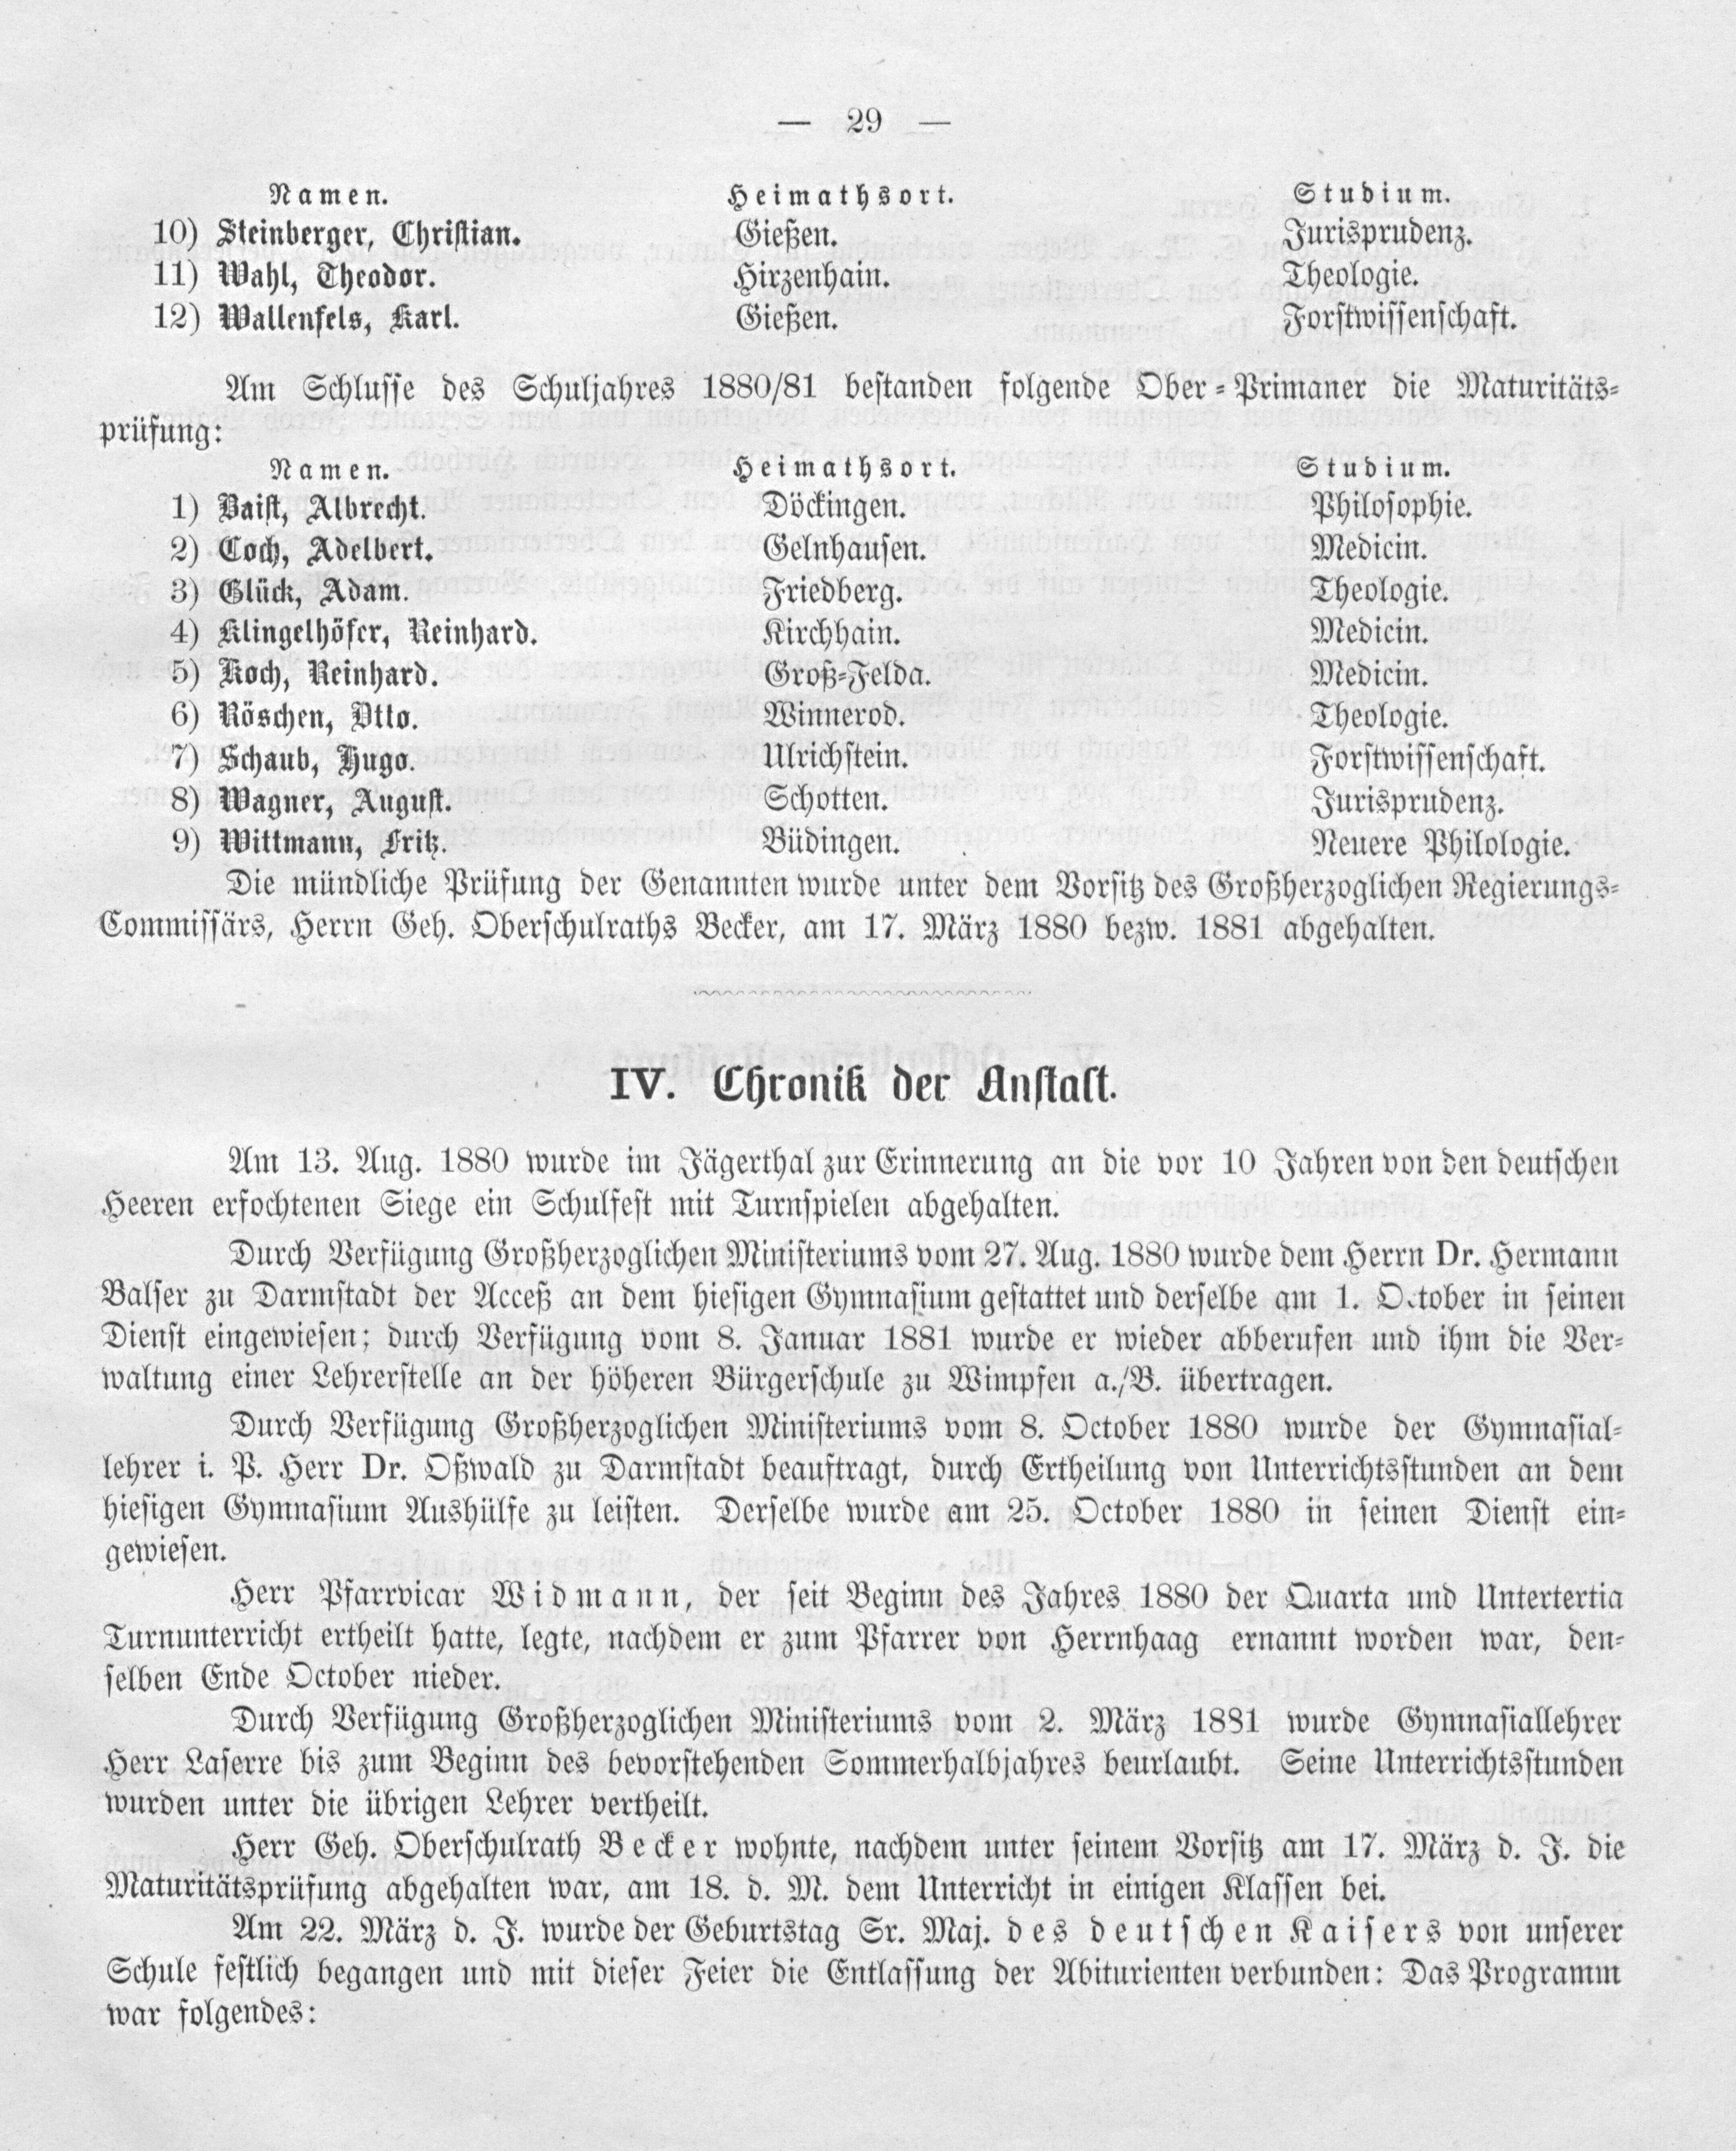 — 29 —
Namen. Heimathsort. Studium.
10) Steinberger, Christian. Gießen. Jurisprudenz.
11) Wahl, Theodor. Hirzenhain. Theologie.
12) Wallenfels, Karl. Gießen. Forstwissenschaft.
Am Schlusse des Schuljahres 1880/81 bestanden folgende Ober-Primaner die Maturitäts-
prüfung:
Namen. Heimathsort. Studium.
1) Baist, Albrecht. Döckingen. Philosophie.
2) Coch, Adelbert. Gelnhausen. Medicin.
3) Glück, Adam. Friedberg. Theologie.
4) Klingelhöfer, Reinhard. Kirchhain. Medicin.
5) Koch, Reinhard. Groß-Felda. Medicin.
6) Röschen, Otto. Winnerod. Theologie.
7) Schaub, Hugo. Ulrichstein. Forstwissenschaft.
8) Wagner, August. Schotten. Jurisprudenz.
9) Wittmann, Fritz. Büdingen. Neuere Philologie.
Die mündliche Prüfung der Genannten wurde unter dem Vorsitz des Großherzoglichen Regierungs-
Commissärs, Herrn Geh. Oberschulraths Becker, am 17. März 1880 bezw. 1881 abgehalten.
IV. Chronik der Anstalt.
Am 13. Aug. 1880 wurde im Jägerthal zur Erinnerung an die vor 10 Jahren von den deutschen
Heeren erfochtenen Siege ein Schulfest mit Turnspielen abgehalten.
Durch Verfügung Großherzoglichen Ministeriums vom 27. Aug. 1880 wurde dem Herrn Dr. Hermann
Balser zu Darmstadt der Acceß an dem hiesigen Gymnasium gestattet und derselbe am 1. October in seinen
Dienst eingewiesen; durch Verfügung vom 8. Januar 1881 wurde er wieder abberufen und ihm die Ver-
waltung einer Lehrerstelle an der höheren Bürgerschule zu Wimpfen a./B. übertragen.
Durch Verfügung Großherzoglichen Ministeriums vom 8. October 1880 wurde der Gymnasial-
lehrer i. P. Herr Dr. Oßwald zu Darmstadt beauftragt, durch Ertheilung von Unterrichtsstunden an dem
hiesigen Gymnasium Aushülfe zu leisten. Derselbe wurde am 25. October 1880 in seinen Dienst ein-
gewiesen.
Herr Pfarrvicar Widmann, der seit Beginn des Jahres 1880 der Quarta und Untertertia
Turnunterricht ertheilt hatte, legte, nachdem er zum Pfarrer von Herrnhaag ernannt worden war, den-
selben Ende October nieder.
Durch Verfügung Großherzoglichen Ministeriums vom 2. März 1881 wurde Gymnasiallehrer
Herr Laserre bis zum Beginn des bevorstehenden Sommerhalbjahres beurlaubt. Seine Unterrichtsstunden
wurden unter die übrigen Lehrer vertheilt.
Herr Geh. Oberschulrath Becker wohnte, nachdem unter seinem Vorsitz am 17. März d. J. die
Maturitätsprüfung abgehalten war, am 18. d. M. dem Unterricht in einigen Klassen bei.
Am 22. März d. J. wurde der Geburtstag Sr. Maj. des deutschen Kaisers von unserer
Schule festlich begangen und mit dieser Feier die Entlassung der Abiturienten verbunden: Das Programm
war folgendes: